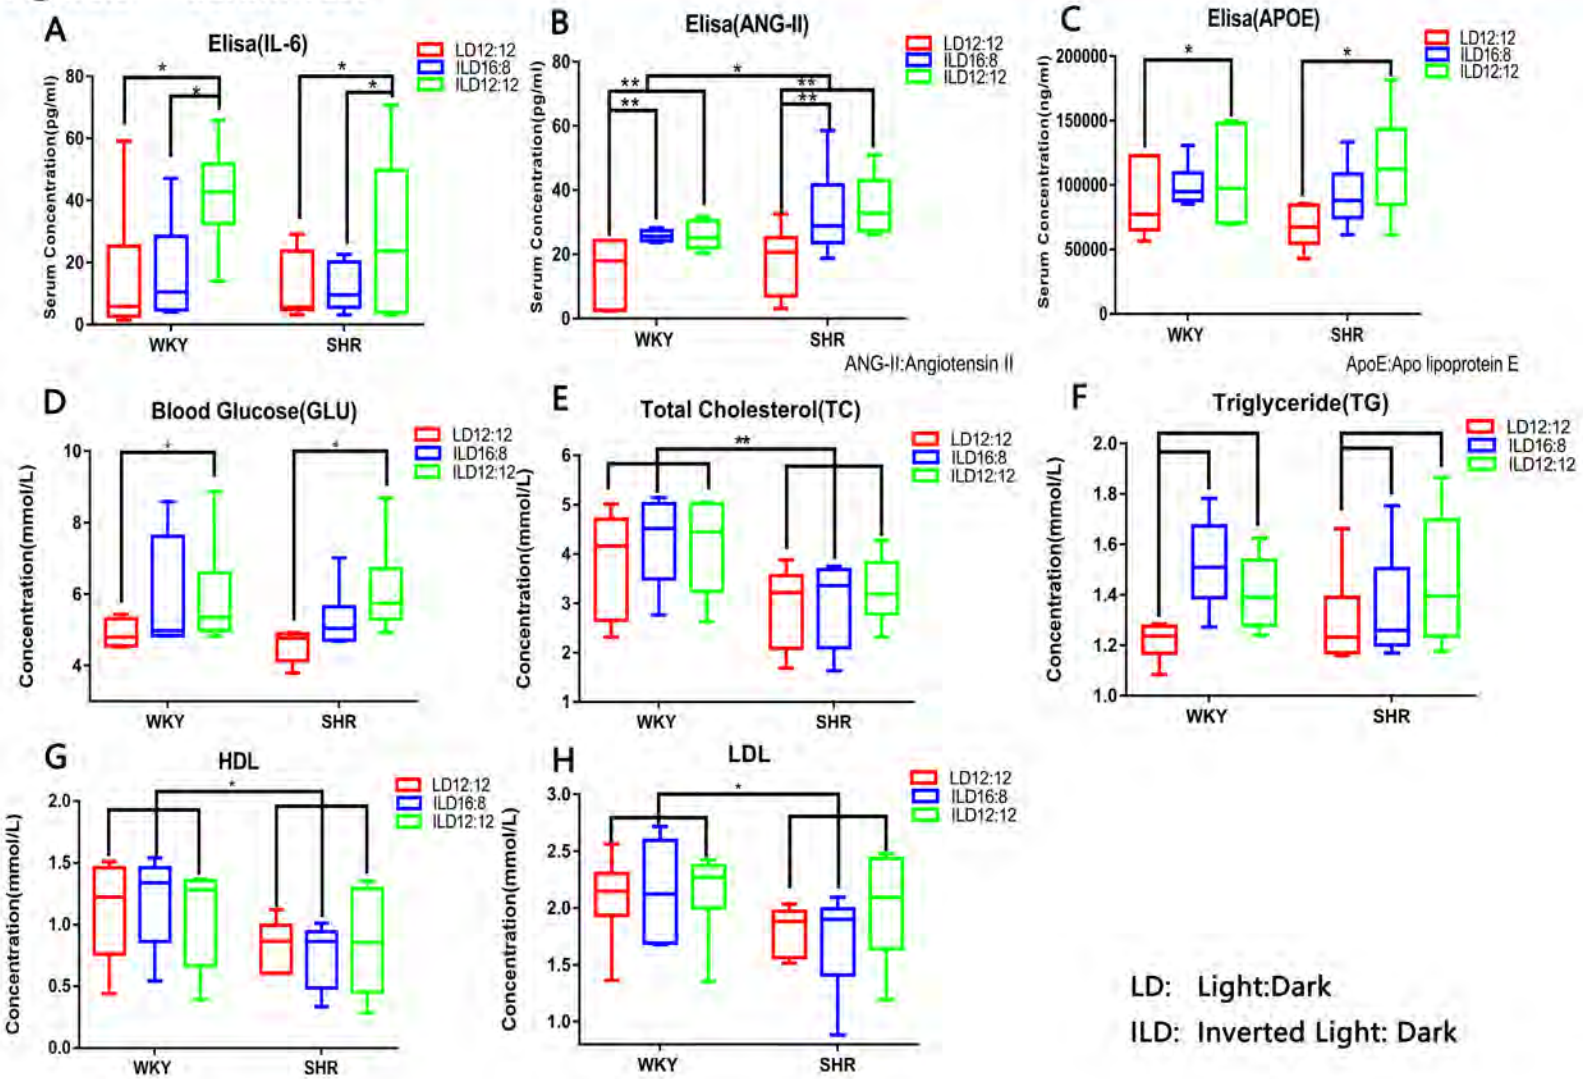 A
Elisa(IL-6)
LD12:12
ILD16:8
ILD12:12
Serum Concentration(pg/ml)
80
60
40
20
0
*
*
*
*
WKY
SHR
B
Elisa(ANG-II)
LD12:12
ILD16:8
ILD12:12
Serum Concentration(pg/ml)
80
60
40
20
0
*
**
**
**
**
WKY
SHR
ANG-II:Angiotensin II
C
Elisa(APOE)
LD12:12
ILD16:8
ILD12:12
Serum Concentration(ng/ml)
200000
150000
100000
50000
0
*
*
WKY
SHR
ApoE:Apo lipoprotein E
D
Blood Glucose(GLU)
LD12:12
ILD16:8
ILD12:12
Concentration(mmol/L)
10
8
6
4
*
*
WKY
SHR
E
Total Cholesterol(TC)
LD12:12
ILD16:8
ILD12:12
Concentration(mmol/L)
6
5
4
3
2
1
**
WKY
SHR
F
Triglyceride(TG)
LD12:12
ILD16:8
ILD12:12
Concentration(mmol/L)
2.0
1.8
1.6
1.4
1.2
1.0
WKY
SHR
G
HDL
LD12:12
ILD16:8
ILD12:12
Concentration(mmol/L)
2.0
1.5
1.0
0.5
0.0
*
WKY
SHR
H
LDL
LD12:12
ILD16:8
ILD12:12
Concentration(mmol/L)
3.0
2.5
2.0
1.5
1.0
*
WKY
SHR
LD: Light:Dark
ILD: Inverted Light: Dark